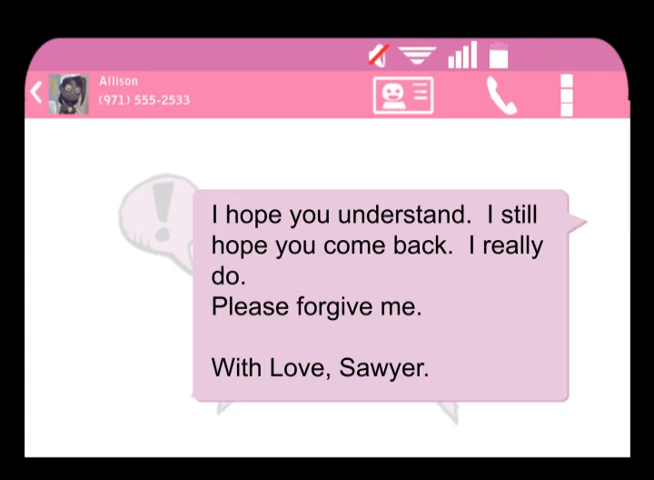 Allison
(971) 555-2533
I hope you understand.  I still
hope you come back.  I really
do.
Please forgive me.
With Love, Sawyer.